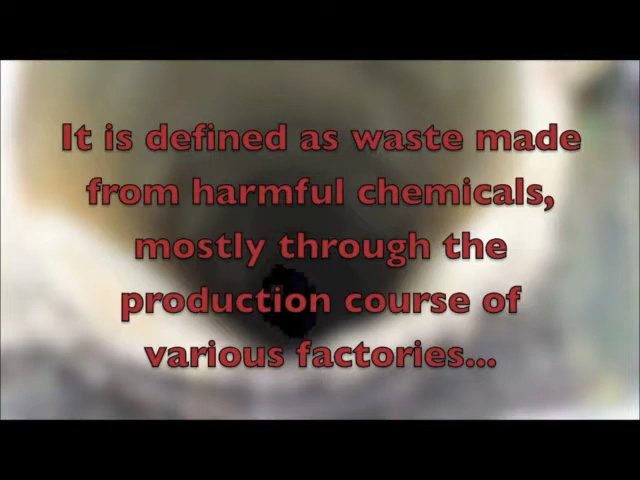 It is defined as waste made
from harmful chemicals,
mostly through the
production course of
various factories...